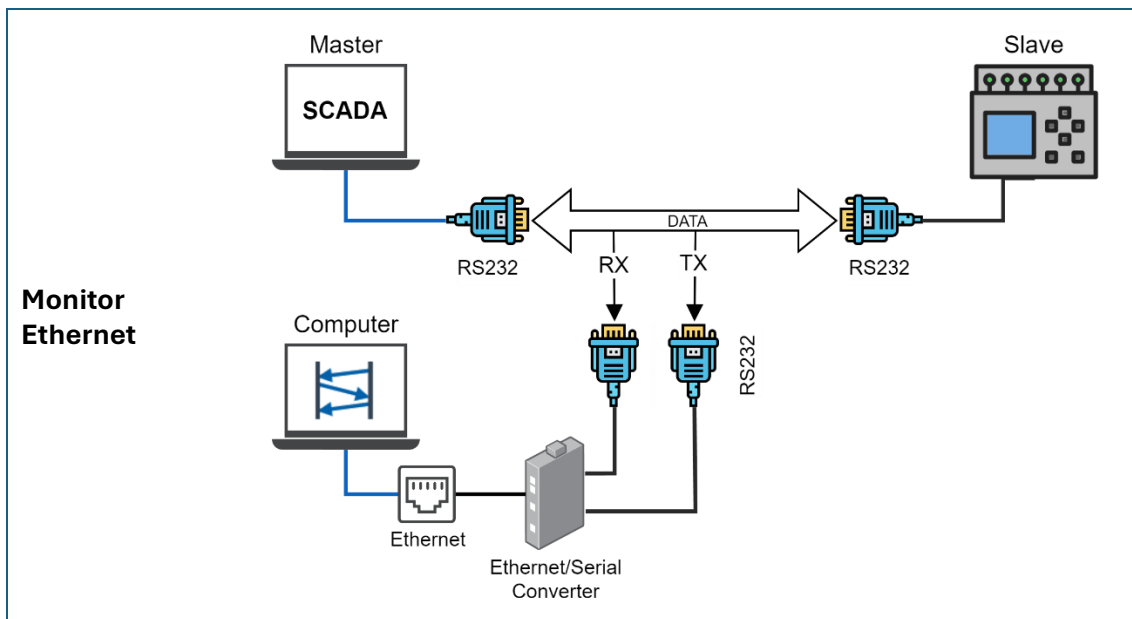 Master
Slave
SCADA
DATA
RS232
RX
TX
RS232
Monitor
Ethernet
Computer
RS232
Ethernet
Ethernet/Serial
Converter